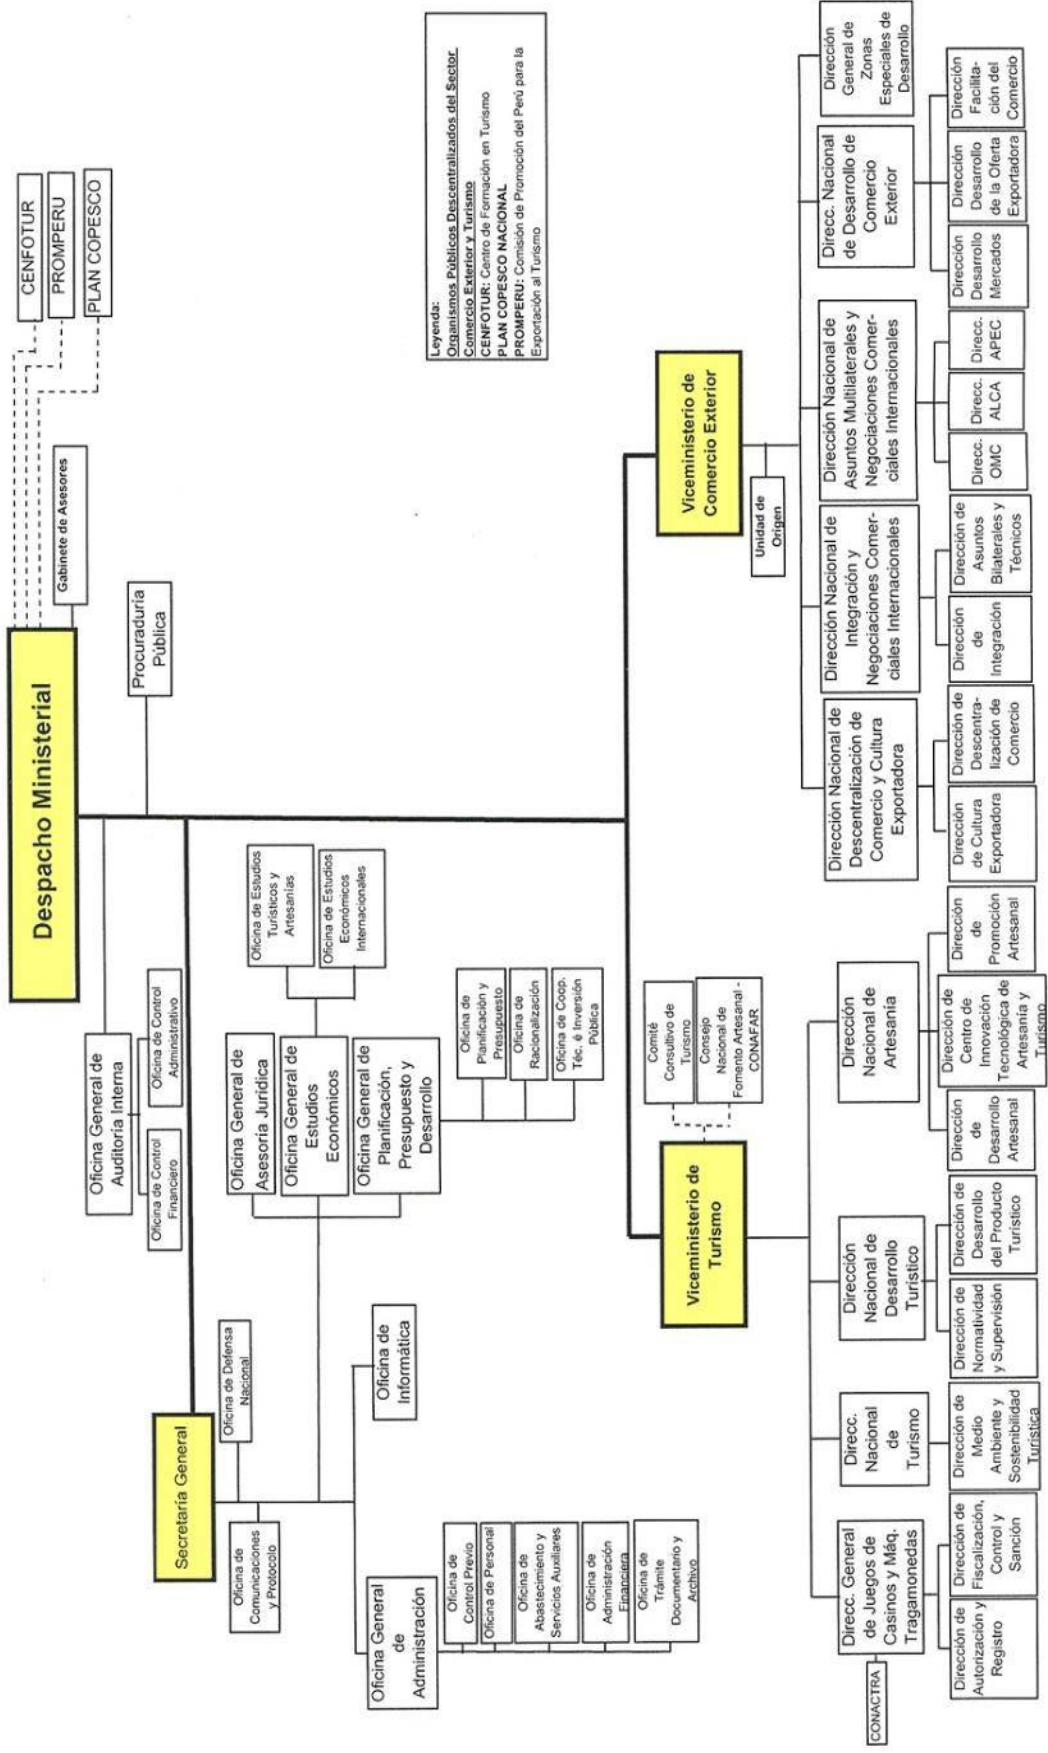 Despacho Ministerial
CENFOTUR
PROMPERU
PLAN COPESCO
Gabinete de Asesores
Procuraduria
Pública
Oficina General de
Auditoría Interna
Oficina de Control
Financiero
Oficina de Control
Administrativo
Secretaría General
Oficina de
Comunicaciones
y Protocolo
Oficina de Defensa
Nacional
Oficina General de
Asesoría Jurídica
Oficina General de
Estudios
Económicos
Oficina General de
Planificación,
Presupuesto y
Desarrollo
Oficina de Estudios
Turísticos y
Artesanías
Oficina de Estudios
Económicos
Internacionales
Oficina de
Planificación y
Presupuesto
Oficina de
Racionalización
Oficina de Coop.
Téc. é Inversión
Pública
Oficina General
de
Administración
Oficina de
Informática
Oficina de
Control Previo
Oficina de Personal
Oficina de
Abastecimiento y
Servicios Auxiliares
Oficina de
Administración
Financiera
Oficina de
Trámite
Documentario y
Archivo
Leyenda:
Organismos Públicos Descentralizados del Sector
Comercio Exterior y Turismo
CENFOTUR: Centro de Formación en Turismo
PLAN COPESCO NACIONAL
PROMPERU: Comisión de Promoción del Perú para la
Exportación al Turismo
Viceministerio de
Turismo
Comité
Consultivo de
Turismo
Consejo
Nacional de
Fomento Artesanal -
CONAFAR
Viceministerio de
Comercio Exterior
Unidad de
Origen
CONACTRA
Direcc. General
de Juegos de
Casinos y Máq.
Tragamonedas
Direcc.
Nacional
de
Turismo
Dirección
Nacional de
Desarrollo
Turístico
Dirección
Nacional de
Artesanía
Dirección Nacional de
Descentralización de
Comercio y Cultura
Exportadora
Dirección Nacional de
Integración y
Negociaciones Comer-
ciales Internacionales
Dirección Nacional de
Asuntos Multilaterales y
Negociaciones Comer-
ciales Internacionales
Direcc. Nacional
de Desarrollo de
Comercio
Exterior
Dirección
General de
Zonas
Especiales de
Desarrollo
Dirección de
Autorización y
Registro
Dirección de
Fiscalización,
Control y
Sanción
Dirección de
Medio
Ambiente y
Sostenibilidad
Turística
Dirección de
Normatividad
y Supervisión
Dirección de
Desarrollo
del Producto
Turístico
Dirección
de
Desarrollo
Artesanal
Dirección de
Centro de
Innovación
Tecnológica de
Artesanía y
Turismo
Dirección
de
Promoción
Artesanal
Dirección
de Cultura
Exportadora
Dirección de
Descentra-
lización de
Comercio
Dirección
de
Integración
Dirección de
Asuntos
Bilaterales y
Técnicos
Direcc.
OMC
Direcc.
ALCA
Direcc.
APEC
Dirección
Desarrollo
Mercados
Dirección
Desarrollo
de la Oferta
Exportadora
Dirección
Facilita-
ción del
Comercio